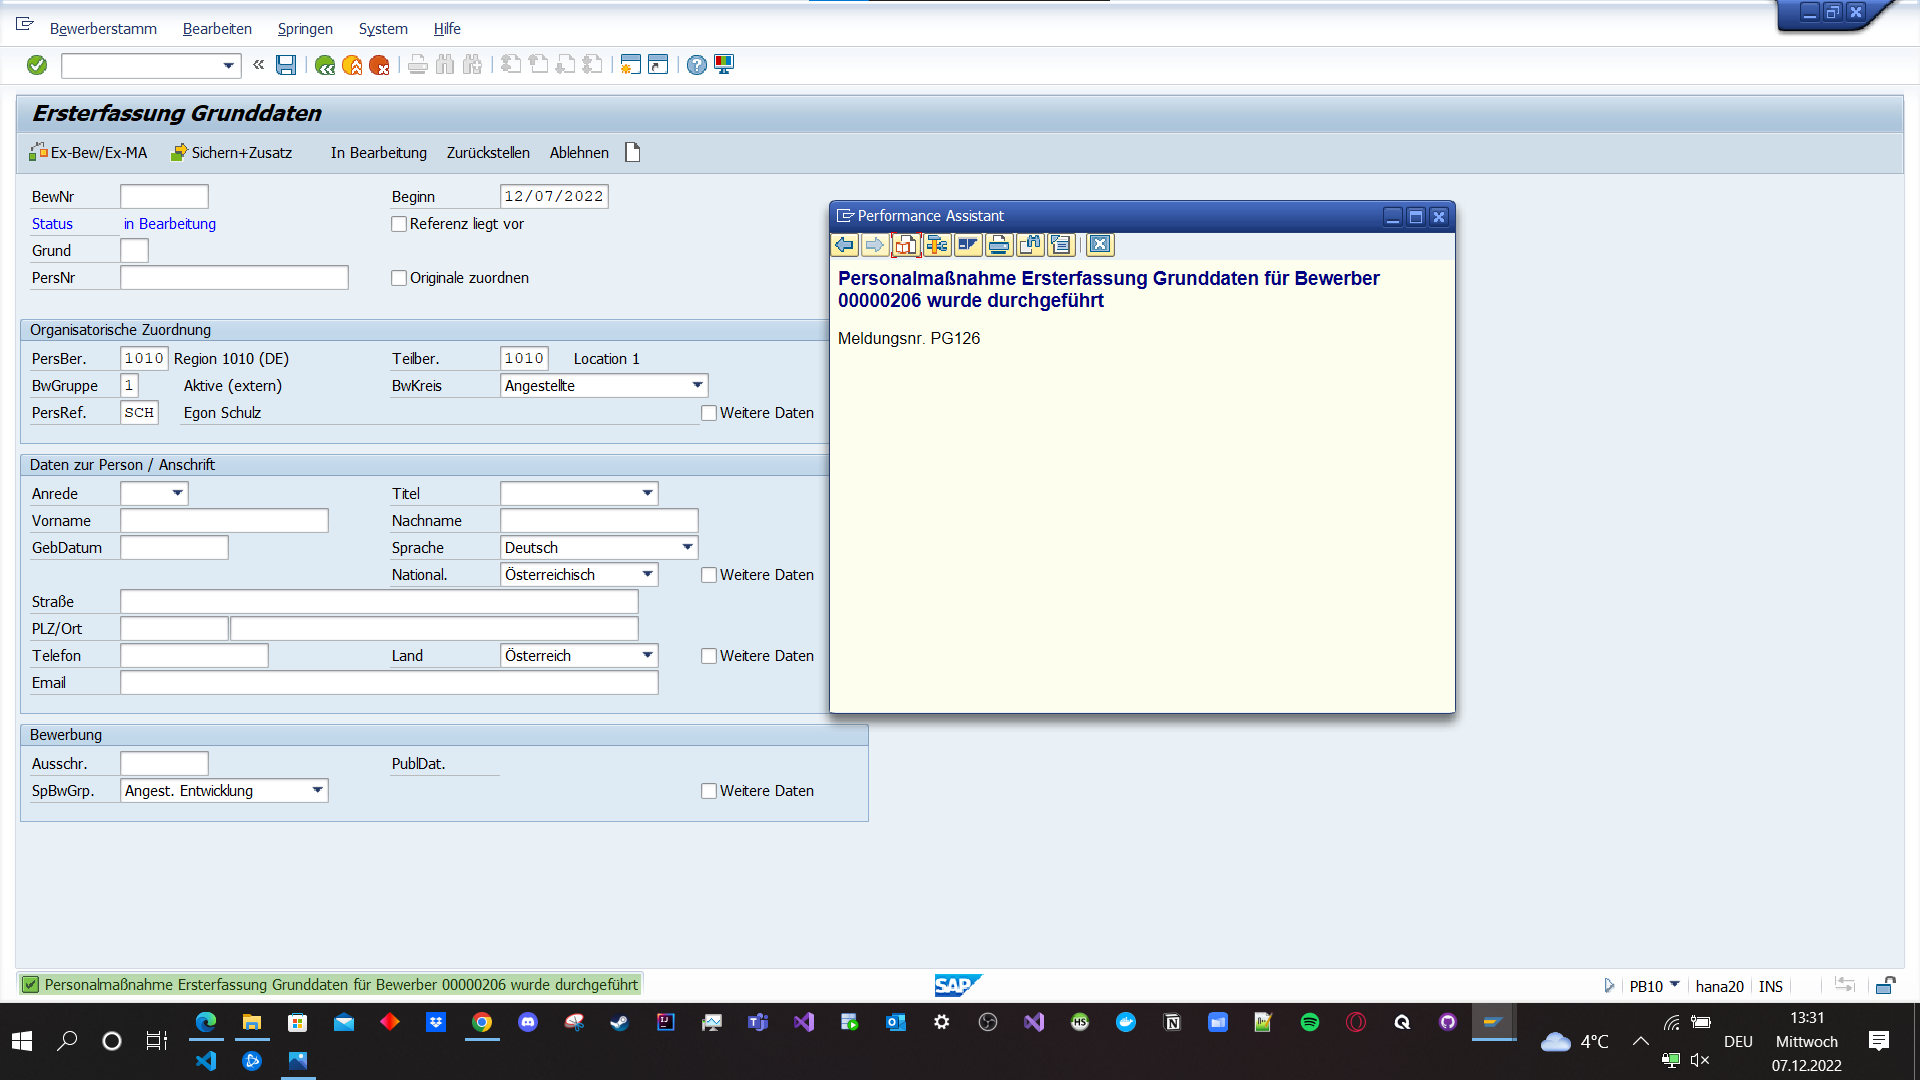 Bewerberstamm Bearbeiten Springen System Hilfe
Ersterfassung Grunddaten
Ex-Bew/Ex-MA Sichern+Zusatz In Bearbeitung Zurückstellen Ablehnen
BewNr Beginn 12/07/2022
Status in Bearbeitung Referenz liegt vor
Grund
PersNr Originale zuordnen
Organisatorische Zuordnung
PersBer. 1010 Region 1010 (DE) Teilber. 1010 Location 1
BwGruppe 1 Aktive (extern) BwKreis Angestellte
PersRef. SCH Egon Schulz Weitere Daten
Daten zur Person / Anschrift
Anrede Titel
Vorname Nachname
GebDatum Sprache Deutsch
National. Österreichisch Weitere Daten
Straße
PLZ/Ort
Telefon Land Österreich Weitere Daten
Email
Bewerbung
Ausschr. PublDat.
SpBwGrp. Angest. Entwicklung Weitere Daten
Performance Assistant
Personalmaßnahme Ersterfassung Grunddaten für Bewerber
00000206 wurde durchgeführt
Meldungsnr. PG126
Personalmaßnahme Ersterfassung Grunddaten für Bewerber 00000206 wurde durchgeführt
SAP
PB10 hana20 INS
4°C
DEU
13:31
Mittwoch
07.12.2022